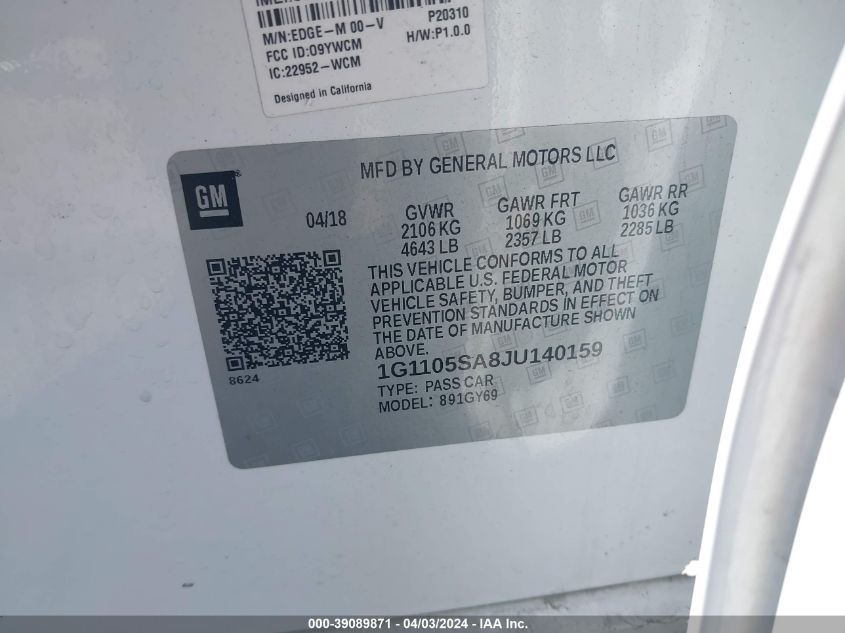 M/N:EDGE-M 00-V P20310
FCC ID:O9YWCM H/W:P1.0.0
IC:22952-WCM
Designed in California
MFD BY GENERAL MOTORS LLC
GM
04/18
GVWR GAWR FRT GAWR RR
2106 KG 1069 KG 1036 KG
4643 LB 2357 LB 2285 LB
THIS VEHICLE CONFORMS TO ALL
APPLICABLE U.S. FEDERAL MOTOR
VEHICLE SAFETY, BUMPER, AND THEFT
PREVENTION STANDARDS IN EFFECT ON
THE DATE OF MANUFACTURE SHOWN
ABOVE.
8624
1G1105SA8JU140159
TYPE: PASS CAR
MODEL: 891GY69
000-39089871 - 04/03/2024 - IAA Inc.